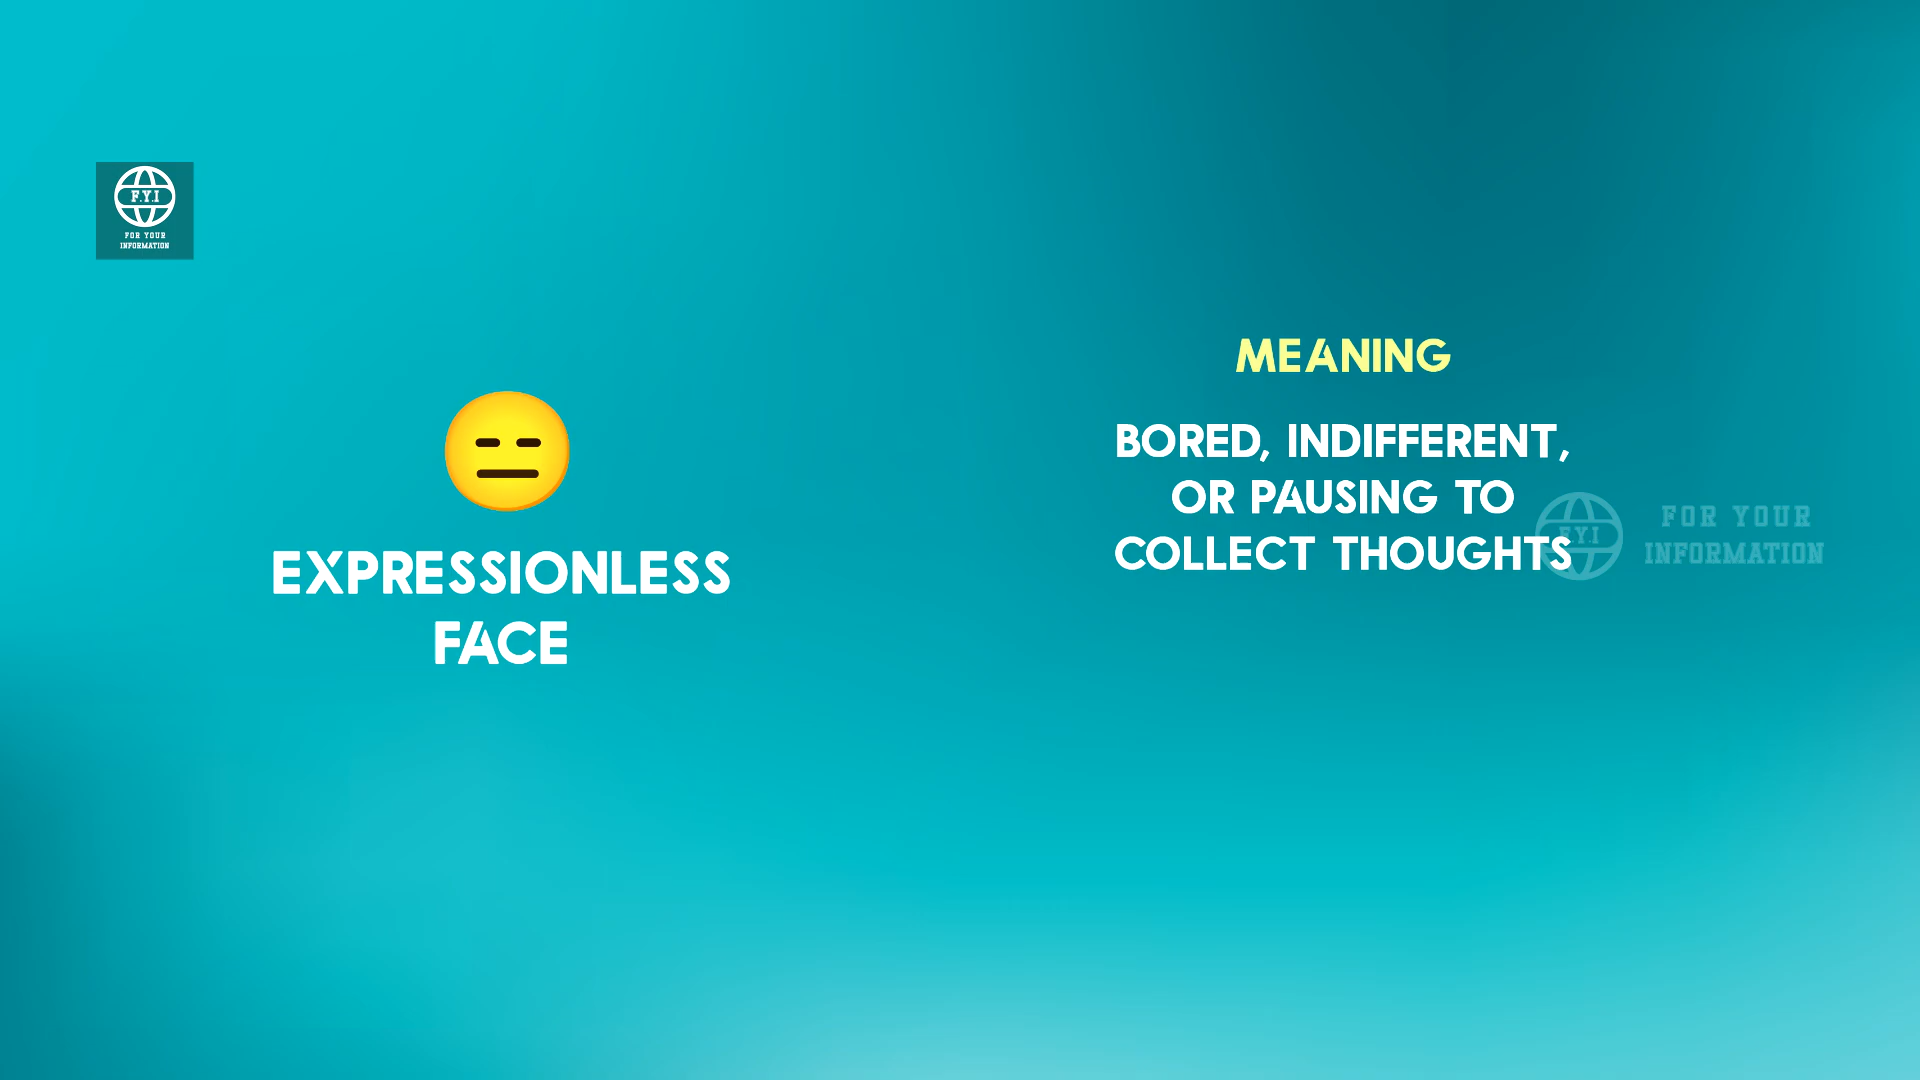 F.Y.I
FOR YOUR
INFORMATION
EXPRESSIONLESS
FACE
MEANING
BORED, INDIFFERENT,
OR PAUSING TO
COLLECT THOUGHTS
F.Y.I
FOR YOUR
INFORMATION